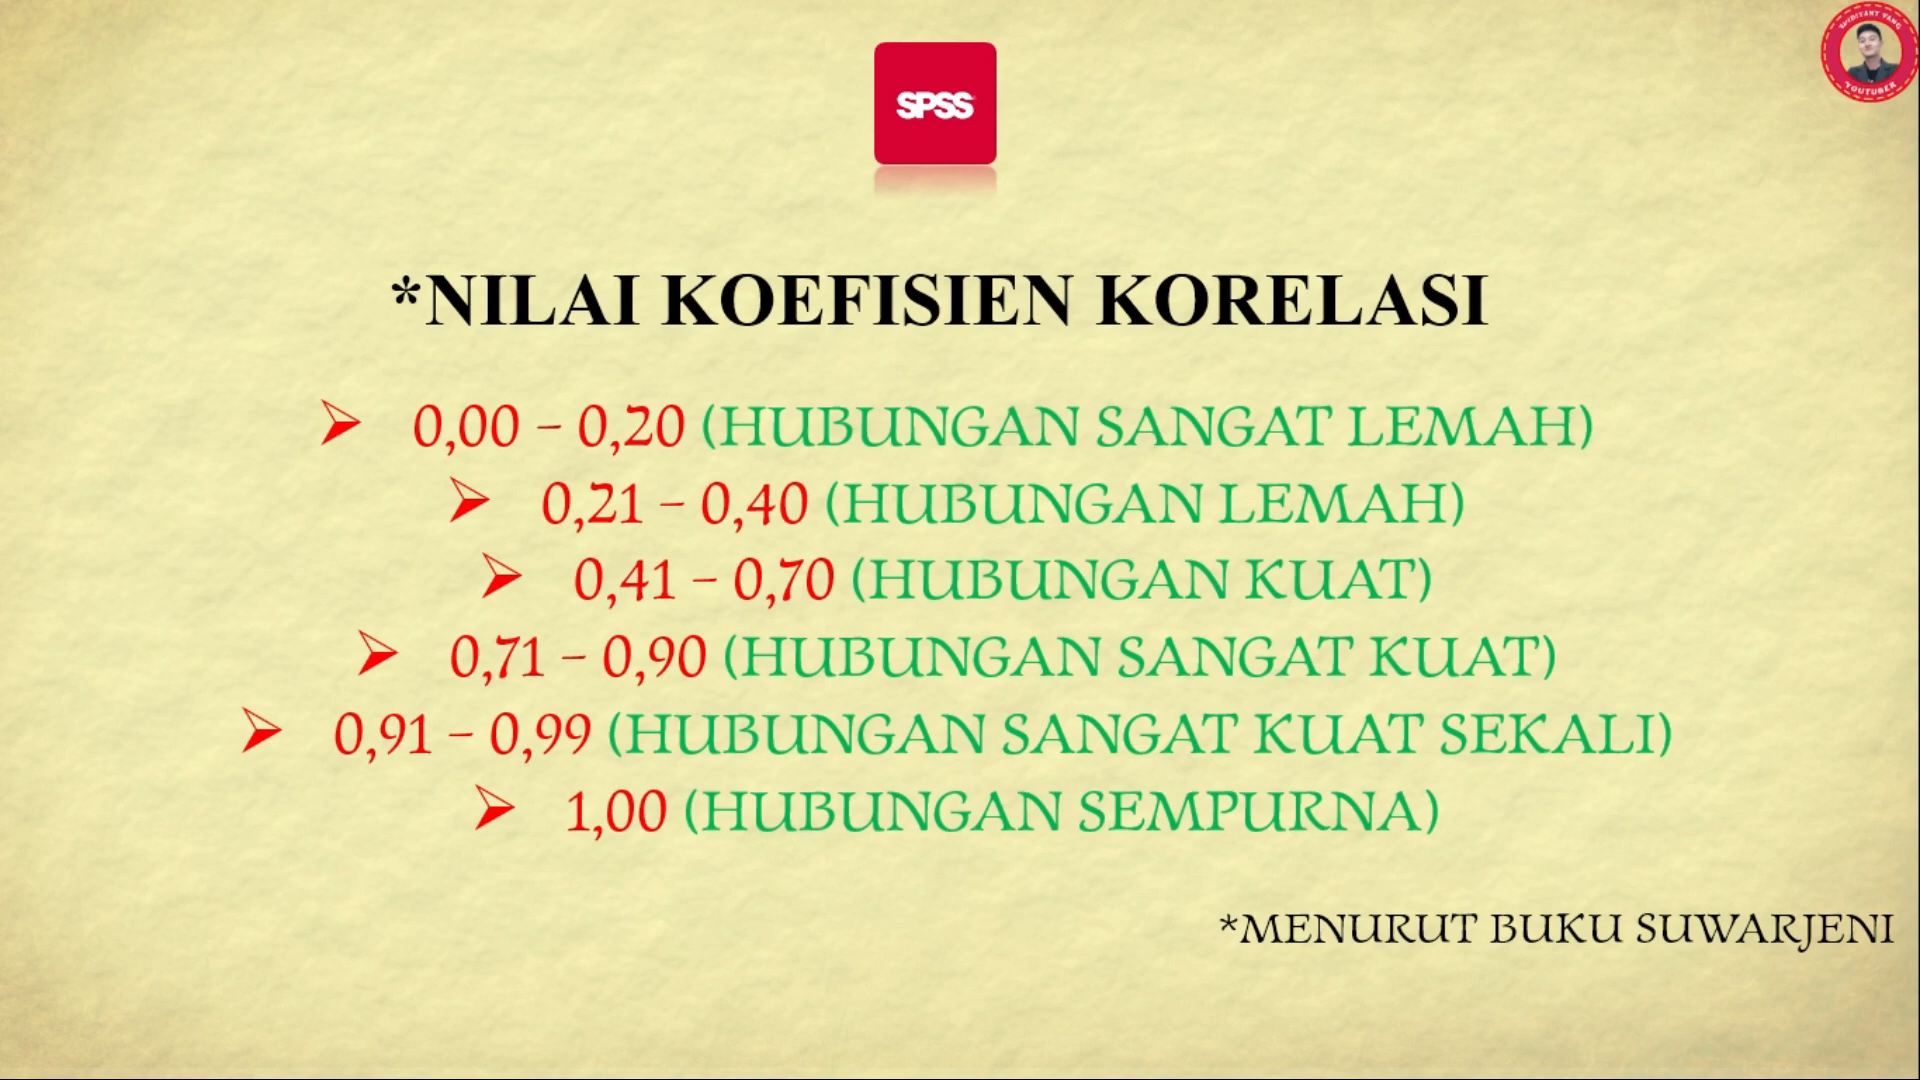 SPSS
YOUTUBER
*NILAI KOEFISIEN KORELASI
0,00 – 0,20 (HUBUNGAN SANGAT LEMAH)
0,21 – 0,40 (HUBUNGAN LEMAH)
0,41 – 0,70 (HUBUNGAN KUAT)
0,71 – 0,90 (HUBUNGAN SANGAT KUAT)
0,91 – 0,99 (HUBUNGAN SANGAT KUAT SEKALI)
1,00 (HUBUNGAN SEMPURNA)
*MENURUT BUKU SUWARJENI